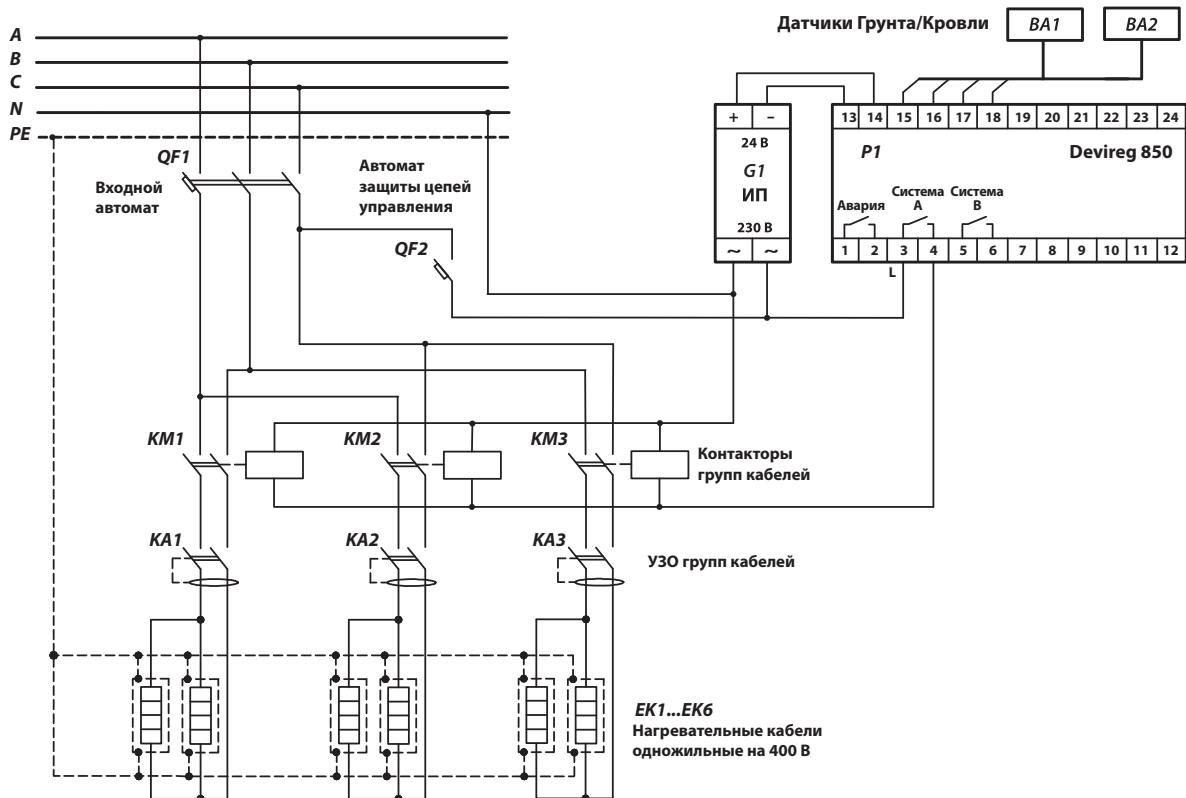 Датчики Грунта/Кровли
BA1
BA2
A
B
C
N
PE
QF1
Входной
автомат
Автомат
защиты цепей
управления
QF2
+ –
24 В
G1
ИП
230 В
~ ~
13 14 15 16 17 18 19 20 21 22 23 24
P1
Devireg 850
Авария
Система
A
Система
B
1 2 3 4 5 6 7 8 9 10 11 12
L
KM1
KM2
KM3
Контакторы
групп кабелей
KA1
KA2
KA3
УЗО групп кабелей
EK1...EK6
Нагревательные кабели
одножильные на 400 В